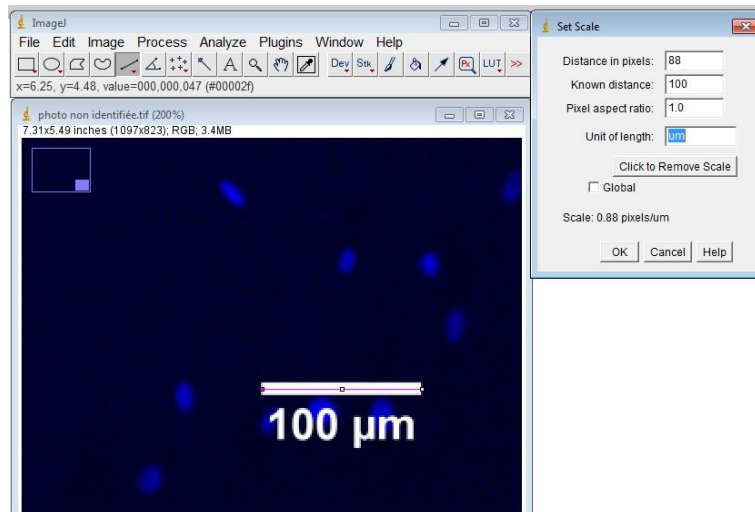 ImageJ
File Edit Image Process Analyze Plugins Window Help
Dev Stk LUT >>
x=6.25, y=4.48, value=000,000,047 (#00002f)
photo non identifiée.tif (200%)
7.31x5.49 inches (1097x823); RGB; 3.4MB
100 µm
Set Scale
Distance in pixels: 88
Known distance: 100
Pixel aspect ratio: 1.0
Unit of length: um
Click to Remove Scale
Global
Scale: 0.88 pixels/um
OK Cancel Help